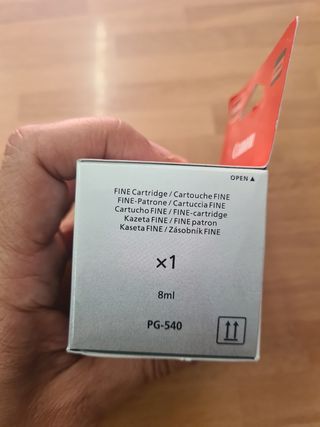 Canon
OPEN ▲
FINE Cartridge / Cartouche FINE
FINE-Patrone / Cartuccia FINE
Cartucho FINE / FINE-cartridge
Kazeta FINE / FINE patron
Kaseta FINE / Zásobník FINE
×1
8ml
PG-540